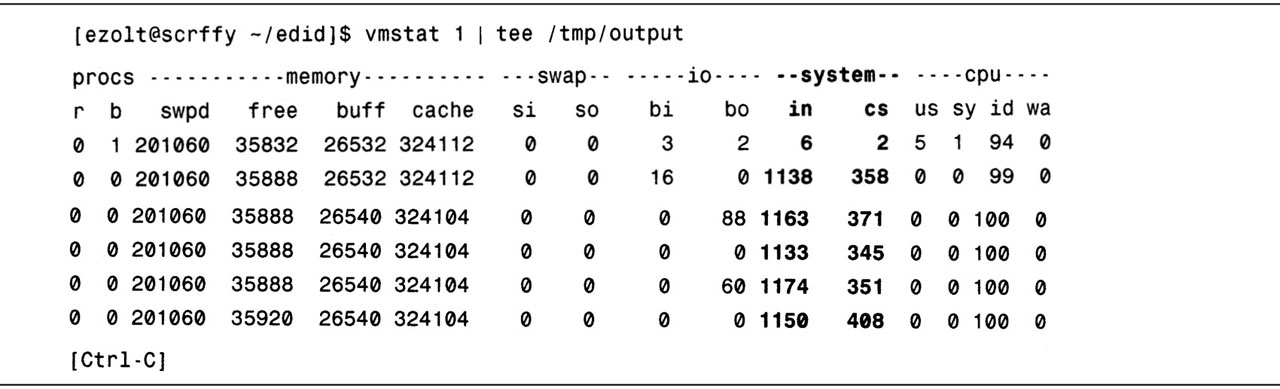 [ezolt@scrffy ~/edid]$ vmstat 1 | tee /tmp/output
procs -----------memory---------- ---swap-- -----io---- --system-- ----cpu----
r b swpd free buff cache si so bi bo in cs us sy id wa
0 1 201060 35832 26532 324112 0 0 3 2 6 2 5 1 94 0
0 0 201060 35888 26532 324112 0 0 16 0 1138 358 0 0 99 0
0 0 201060 35888 26540 324104 0 0 0 88 1163 371 0 0 100 0
0 0 201060 35888 26540 324104 0 0 0 0 1133 345 0 0 100 0
0 0 201060 35888 26540 324104 0 0 0 60 1174 351 0 0 100 0
0 0 201060 35920 26540 324104 0 0 0 0 1150 408 0 0 100 0
[Ctrl-C]